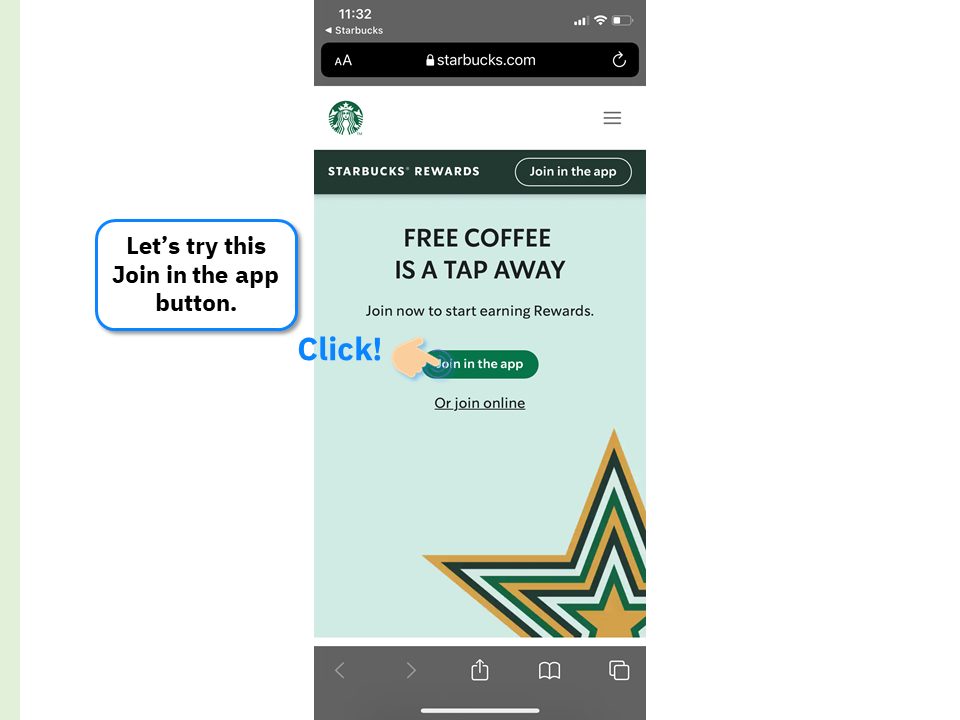 11:32
◀ Starbucks
AA
starbucks.com
STARBUCKS® REWARDS
Join in the app
FREE COFFEE
IS A TAP AWAY
Let’s try this
Join in the app
button.
Join now to start earning Rewards.
Click!
Join in the app
Or join online